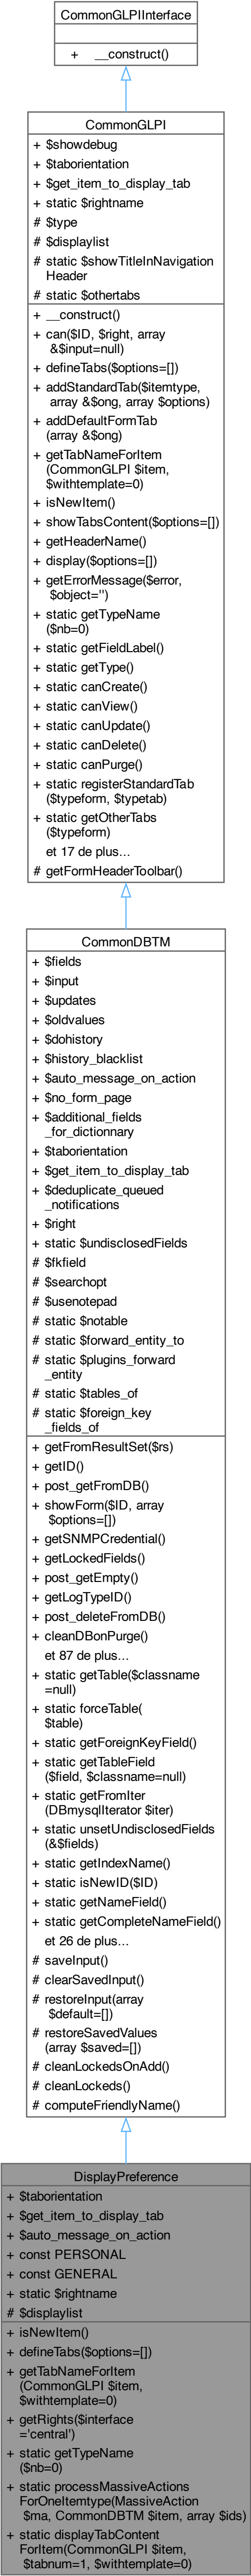 CommonGLPIInterface
+ __construct()
CommonGLPI
+ $showdebug
+ $taborientation
+ $get_item_to_display_tab
+ static $rightname
# $type
# $displaylist
# static $showTitleInNavigation
Header
# static $othertabs
+ __construct()
+ can($ID, $right, array
&$input=null)
+ defineTabs($options=[])
+ addStandardTab($itemtype,
array &$ong, array $options)
+ addDefaultFormTab
(array &$ong)
+ getTabNameForItem
(CommonGLPI $item,
$withtemplate=0)
+ isNewItem()
+ showTabsContent($options=[])
+ getHeaderName()
+ display($options=[])
+ getErrorMessage($error,
$object='')
+ static getTypeName
($nb=0)
+ static getFieldLabel()
+ static getType()
+ static canCreate()
+ static canView()
+ static canUpdate()
+ static canDelete()
+ static canPurge()
+ static registerStandardTab
($typeform, $typetab)
+ static getOtherTabs
($typeform)
et 17 de plus...
# getFormHeaderToolbar()
CommonDBTM
+ $fields
+ $input
+ $updates
+ $oldvalues
+ $dohistory
+ $history_blacklist
+ $auto_message_on_action
+ $no_form_page
+ $additional_fields
_for_dictionnary
+ $taborientation
+ $get_item_to_display_tab
+ $deduplicate_queued
_notifications
+ $right
+ static $undisclosedFields
# $fkfield
# $searchopt
# $usenotepad
# static $notable
# static $forward_entity_to
# static $plugins_forward
_entity
# static $tables_of
# static $foreign_key
_fields_of
+ getFromResultSet($rs)
+ getID()
+ post_getFromDB()
+ showForm($ID, array
$options=[])
+ getSNMPCredential()
+ getLockedFields()
+ post_getEmpty()
+ getLogTypeID()
+ post_deleteFromDB()
+ cleanDBonPurge()
et 87 de plus...
+ static getTable($classname
=null)
+ static forceTable(
$table)
+ static getForeignKeyField()
+ static getTableField
($field, $classname=null)
+ static getFromIter
(DBmysqlIterator $iter)
+ static unsetUndisclosedFields
(&$fields)
+ static getIndexName()
+ static isNewID($ID)
+ static getNameField()
+ static getCompleteNameField()
et 26 de plus...
# saveInput()
# clearSavedInput()
# restoreInput(array
$default=[])
# restoreSavedValues
(array $saved=[])
# cleanLockedsOnAdd()
# cleanLockeds()
# computeFriendlyName()
DisplayPreference
+ $taborientation
+ $get_item_to_display_tab
+ $auto_message_on_action
+ const PERSONAL
+ const GENERAL
+ static $rightname
# $displaylist
+ isNewItem()
+ defineTabs($options=[])
+ getTabNameForItem
(CommonGLPI $item,
$withtemplate=0)
+ getRights($interface
='central')
+ static getTypeName
($nb=0)
+ static processMassiveActions
ForOneItemtype(MassiveAction
$ma, CommonDBTM $item, array $ids)
+ static displayTabContent
ForItem(CommonGLPI $item,
$tabnum=1, $withtemplate=0)